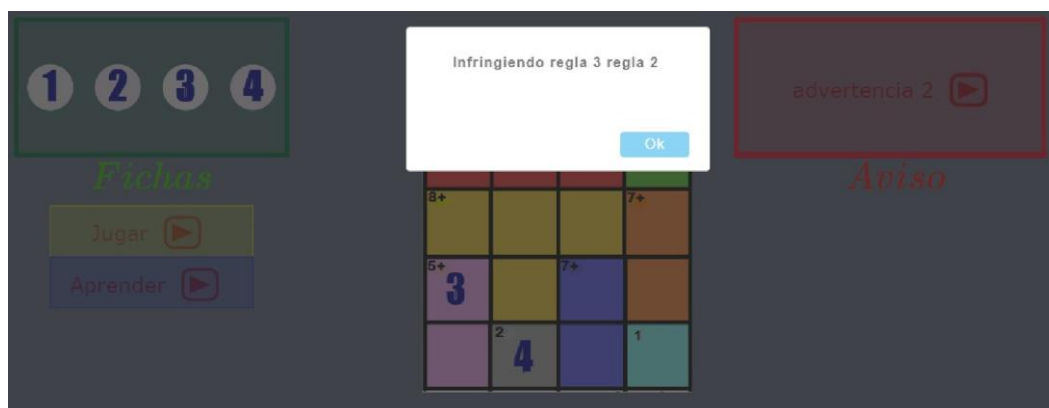 1 2 3 4
Fichas
Jugar
Aprender
Infringiendo regla 3 regla 2
Ok
advertencia 2
Aviso
8+ 7+
5+ 3 7+
2 4 1